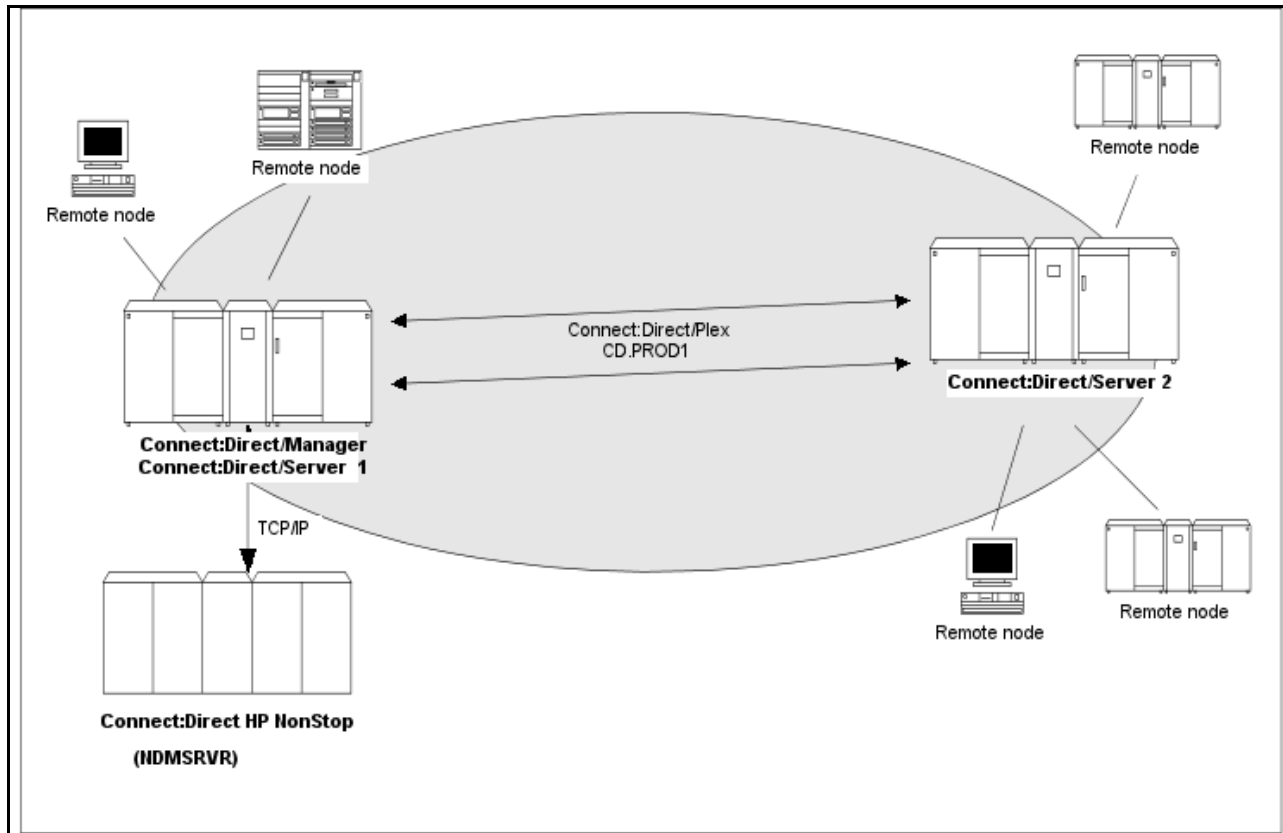 Remote node
Remote node
Remote node
Connect:Direct/Plex
CD.PROD1
Connect:Direct/Server 2
Connect:Direct/Manager
Connect:Direct/Server 1
TCP/IP
Remote node
Remote node
Connect:Direct HP NonStop
(NDMSRVR)